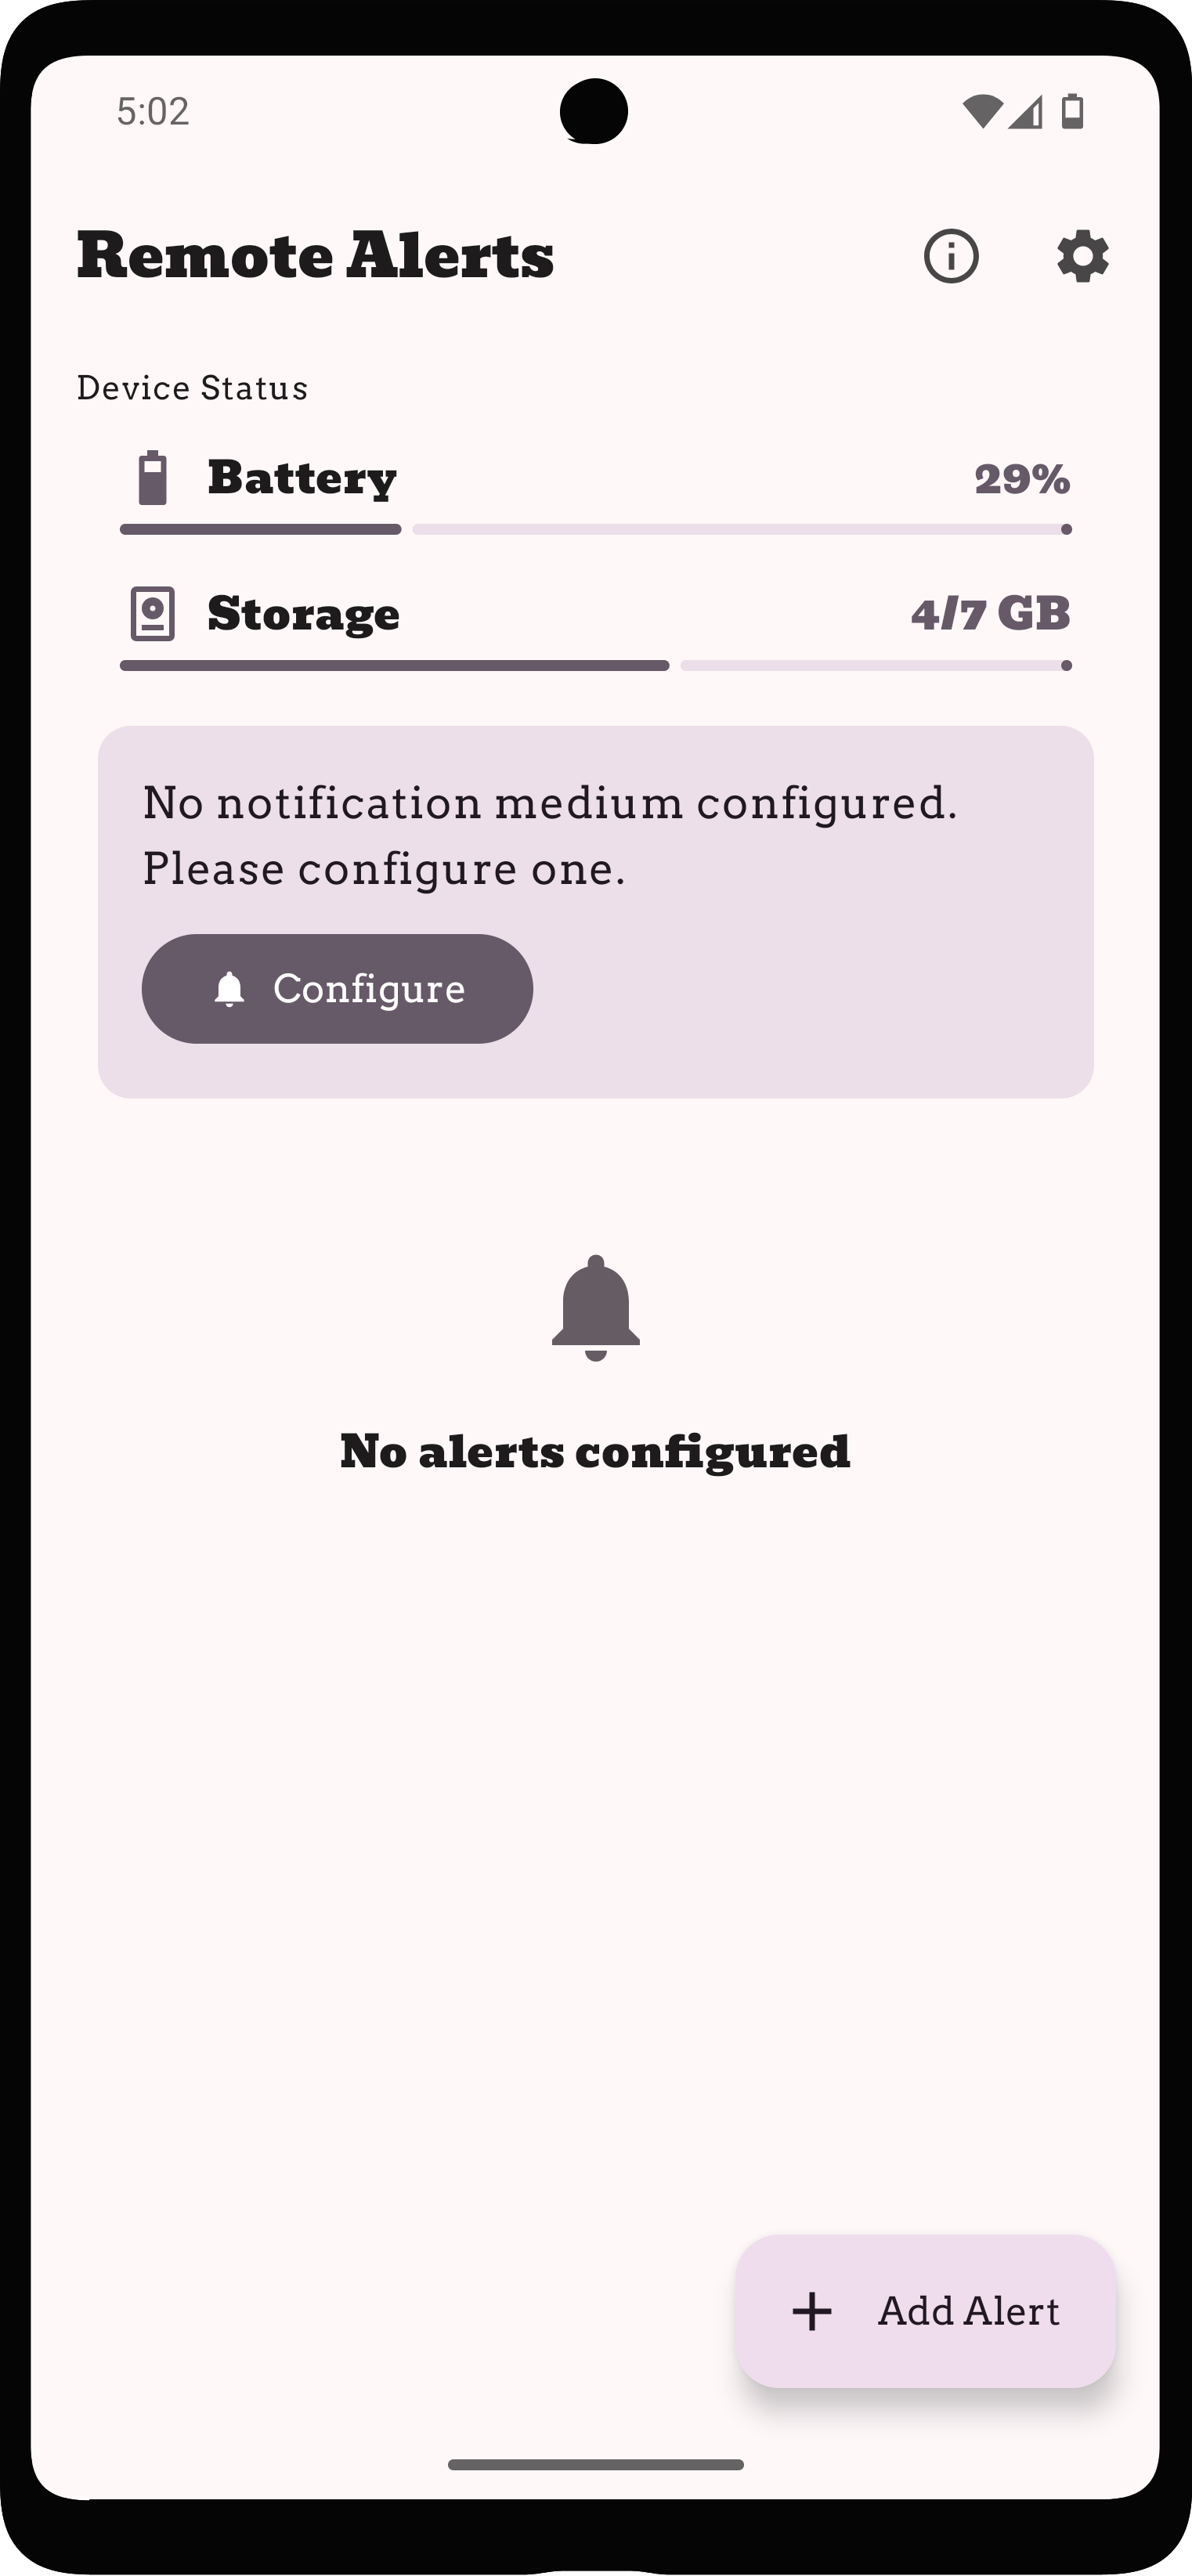 5:02
Remote Alerts
Device Status
Battery 29%
Storage 4/7 GB
No notification medium configured.
Please configure one.
Configure
No alerts configured
Add Alert